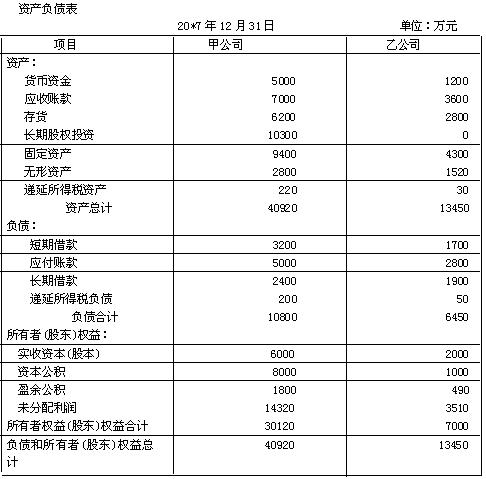 资产负债表
20*7年12月31日 单位：万元
项目 甲公司 乙公司
资产：
货币资金 5000 1200
应收账款 7000 3600
存货 6200 2800
长期股权投资 10300 0
固定资产 9400 4300
无形资产 2800 1520
递延所得税资产 220 30
资产总计 40920 13450
负债：
短期借款 3200 1700
应付账款 5000 2800
长期借款 2400 1900
递延所得税负债 200 50
负债合计 10800 6450
所有者(股东)权益：
实收资本(股本) 6000 2000
资本公积 8000 1000
盈余公积 1800 490
未分配利润 14320 3510
所有者权益(股东)权益合计 30120 7000
负债和所有者(股东)权益总 40920 13450
计